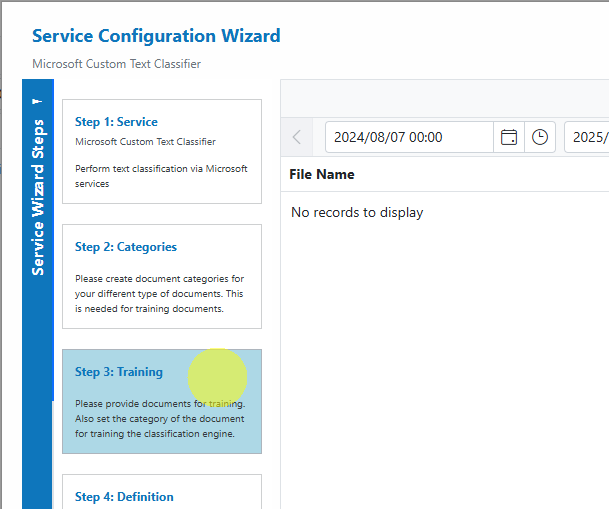 Service Configuration Wizard
Microsoft Custom Text Classifier
Service Wizard Steps
Step 1: Service
Microsoft Custom Text Classifier
Perform text classification via Microsoft
services
Step 2: Categories
Please create document categories for
your different type of documents. This
is needed for training documents.
Step 3: Training
Please provide documents for training.
Also set the category of the document
for training the classification engine.
Step 4: Definition
2024/08/07 00:00
2025/
File Name
No records to display